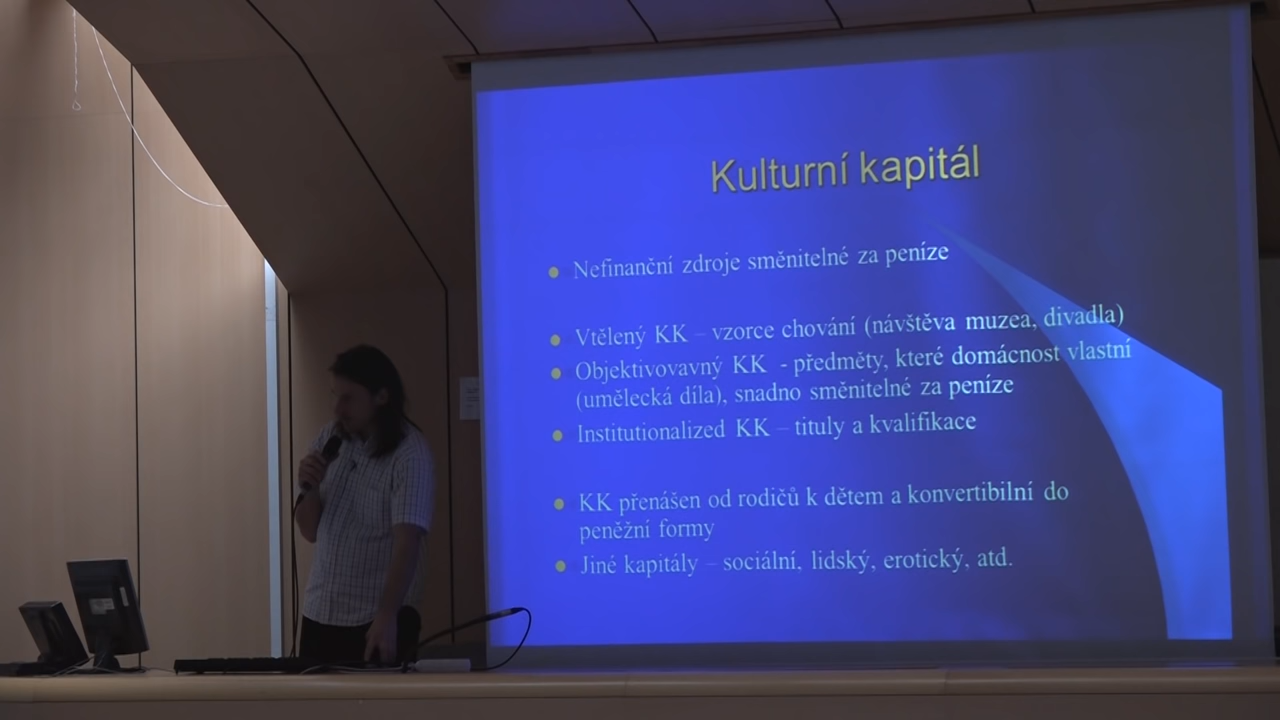 Kulturní kapitál
Nefinanční zdroje směnitelné za peníze
Vtělený KK – vzorce chování (návštěva muzea, divadla)
Objektivovavný KK - předměty, které domácnost vlastní
(umělecká díla), snadno směnitelné za peníze
Institutionalized KK – tituly a kvalifikace
KK přenášen od rodičů k dětem a konvertibilní do
peněžní formy
Jiné kapitály – sociální, lidský, erotický, atd.